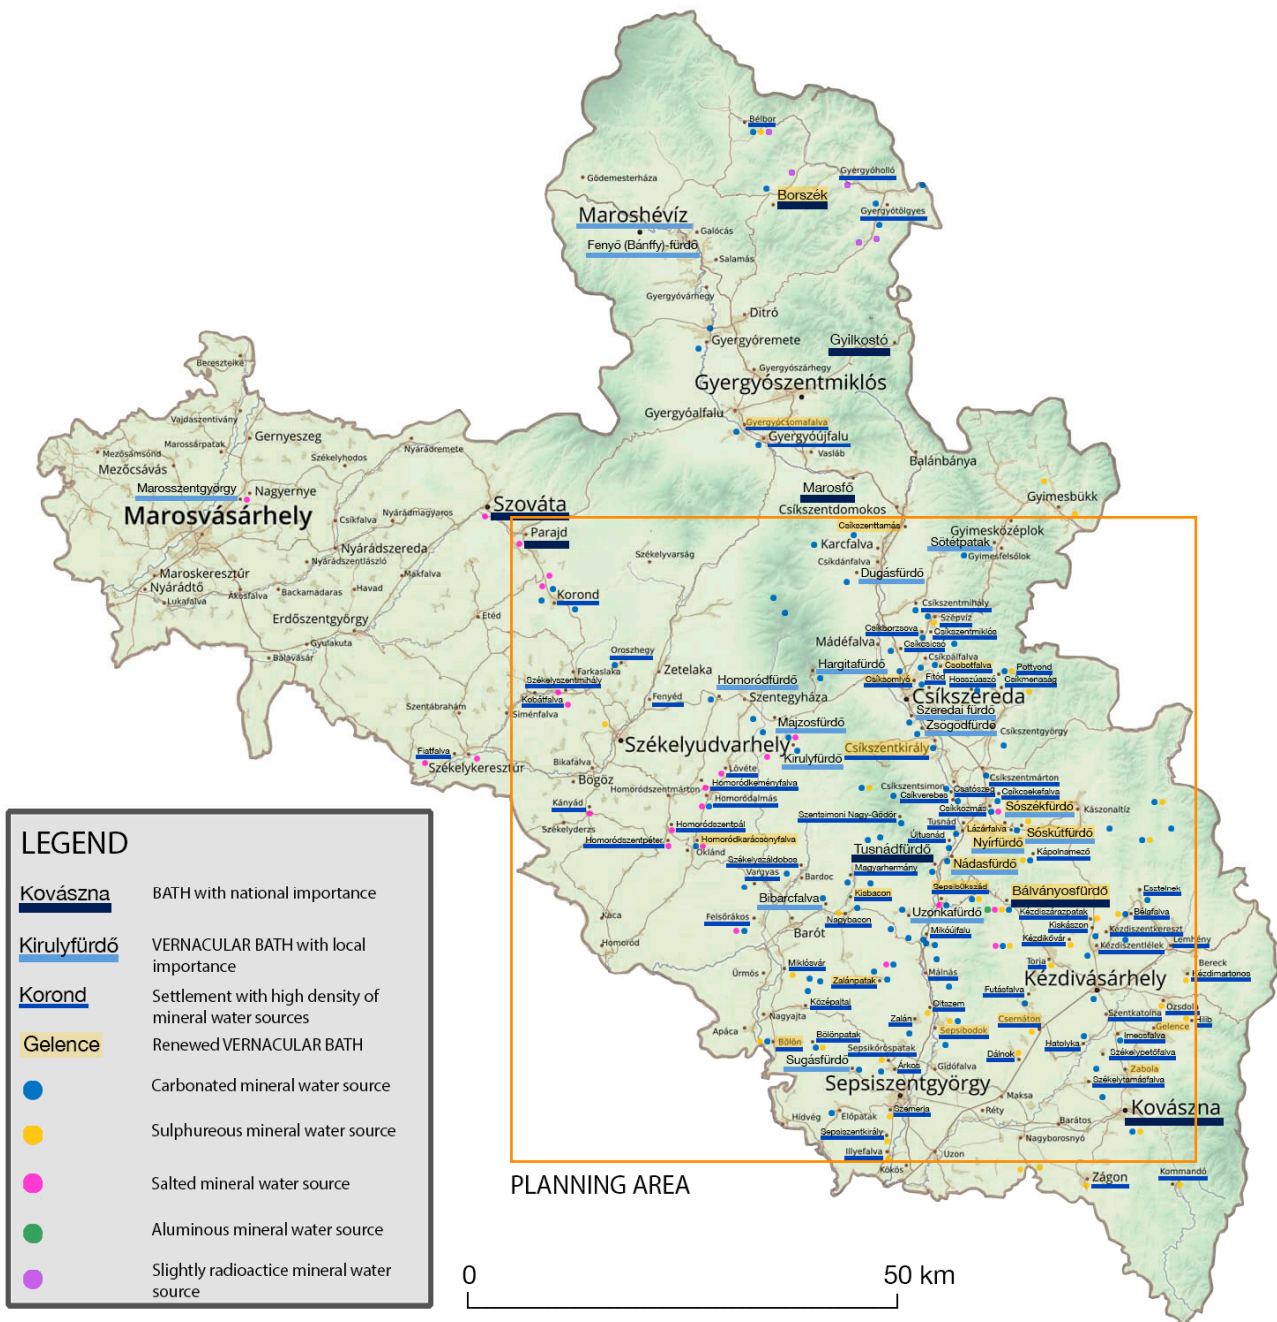 Bélbor
Gödemesterháza
Gyergyóholló
Borszék
Gyergyótölgyes
Maroshévíz
Galócás
Fenyő (Bánffy)-fürdő
Salamás
Gyergyóvárhegy
Ditró
Gyergyóremete
Gyilkostó
Beresztelke
Gyergyószárhegy
Gyergyószentmiklós
Gyergyóalfalu
Vajdaszentivány
Gyergyócsomafalva
Gernyeszeg
Gyergyóújfalu
Marossárpatak
Mezősámsond
Nyárádremete
Vasláb
Székelyhodos
Mezőcsávás
Balánbánya
Marosszentgyörgy
Nagyernye
Marosfő
Gyimesbükk
Szováta
Csíkszentdomokos
Marosvásárhely
Nyárádmagyaros
Csíkfalva
Csíkszenttamás
Gyimesközéplok
Parajd
Karcfalva
Sötétpatak
Nyárádszereda
Székelyvarság
Gyimesfelsőlok
Nyárádszentlászló
Csíkdánfalva
Maroskeresztúr
Makfalva
Dugásfürdő
Nyárádtő
Ákosfalva
Backamadaras
Havad
Lukafalva
Korond
Csíkszentmihály
Erdőszentgyörgy
Etéd
Szépvíz
Csíkborzsova
Csíkszentmiklós
Gyulakuta
Mádéfalva
Csíkcsicsó
Balavásár
Oroszhegy
Csíkpálfalva
Farkaslaka
Zetelaka
Hargitafürdő
Csobotfalva
Pottyond
Székelyszentmihály
Homoródfürdő
Csíksomlyó
Fitód
Hosszúaszó
Csíkmenaság
Kobátfalva
Fenyéd
Szentegyháza
Csíkszereda
Szentábrahám
Siménfalva
Szeredai fürdő
Majzosfürdő
Zsögödfürdő
Csíkszentgyörgy
Székelyudvarhely
Csíkszentkirály
Fiatfalva
Kirulyfürdő
Székelykeresztúr
Bikafalva
Lövéte
Bögöz
Csíkszentmárton
Homoródszentmárton
Homoródkeményfalva
Csíkszentsimon
Csatószeg
Csíkcsekefalva
Homoródalmás
Csíkverebes
Kányád
Csíkkozmás
Sószékfürdő
Kászonaltíz
Szentsimoni Nagy-Gödör
Székelyderzs
Homoródszentpál
Tusnád
Lázárfalva
Sóskútfürdő
Homoródszentpéter
Homoródkarácsonyfalva
Újtusnád
Nyírfürdő
Oklánd
Tusnádfürdő
Kápolnamező
Székelyszáldobos
Nádasfürdő
Vargyas
Bardoc
Magyarhermány
Kisbacon
Sepsibükszád
Bálványosfürdő
Esztelnek
Bibarcfalva
Kaca
Felsőrákos
Nagybacon
Uzonkafürdő
Kézdiszárazpatak
Bélafalva
Barót
Mikóújfalu
Kiskászon
Kézdiszentkereszt
Homoród
Kézdikővár
Kézdiszentlélek
Lemhény
Miklósvár
Torja
Bereck
Ürmös
Málnás
Kézdivásárhely
Kézdimartonos
Zalánpatak
Futásfalva
Középajtai
Oltszem
Ozsdola
Nagyajta
Zalán
Csernáton
Szentkatolna
Hilib
Apáca
Sepsibodok
Gelence
Bölön
Bölönpatak
Imecsfalva
Sepsikőröspatak
Dálnok
Hatolyka
Székelypetőfalva
Sugásfürdő
Árkos
Gidófalva
Zabola
Sepsiszentgyörgy
Székelytamásfalva
Maksa
Kovászna
Szemerja
Réty
Hídvég
Előpatak
Barátos
Sepsiszentkirály
Nagyborosnyó
Illyefalva
Uzon
Kökös
Zágon
Kommandó
PLANNING AREA
0
50 km
LEGEND
Kovászna
BATH with national importance
Kirulyfürdő
VERNACULAR BATH with local
importance
Korond
Settlement with high density of
mineral water sources
Gelence
Renewed VERNACULAR BATH
Carbonated mineral water source
Sulphureous mineral water source
Salted mineral water source
Aluminous mineral water source
Slightly radioactice mineral water
source